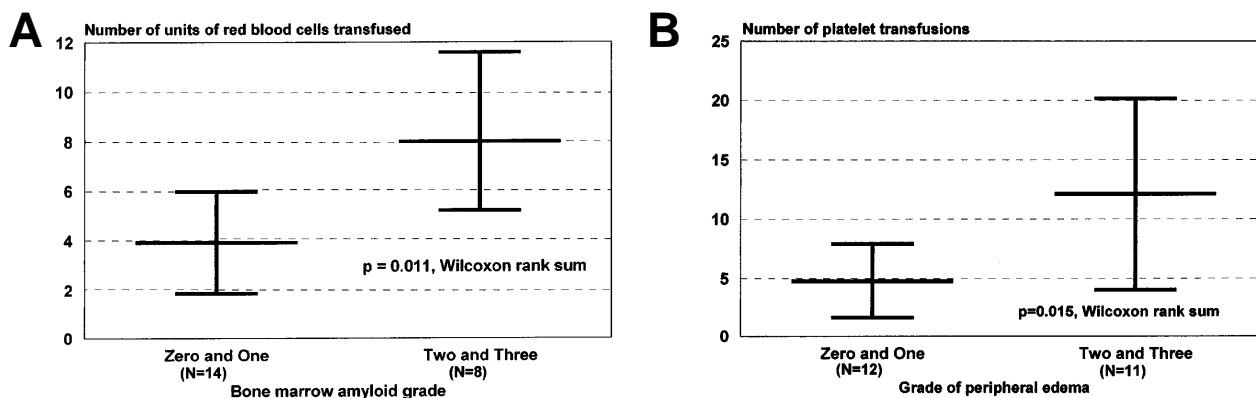 A
Number of units of red blood cells transfused
12
10
8
6
4
2
0
p = 0.011, Wilcoxon rank sum
Zero and One
(N=14)
Two and Three
(N=8)
Bone marrow amyloid grade
B
Number of platelet transfusions
25
20
15
10
5
0
p=0.015, Wilcoxon rank sum
Zero and One
(N=12)
Two and Three
(N=11)
Grade of peripheral edema